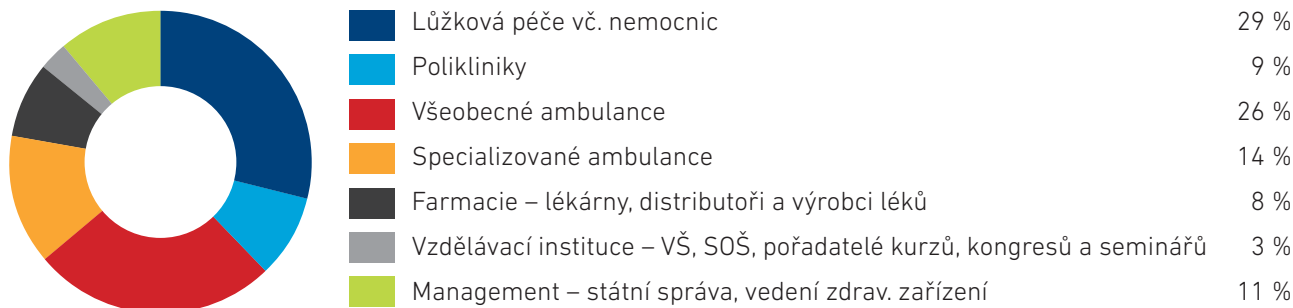 Lůžková péče vč. nemocnic 29 %
Polikliniky 9 %
Všeobecné ambulance 26 %
Specializované ambulance 14 %
Farmacie – lékárny, distributoři a výrobci léků 8 %
Vzdělávací instituce – VŠ, SOŠ, pořadatelé kurzů, kongresů a seminářů 3 %
Management – státní správa, vedení zdrav. zařízení 11 %